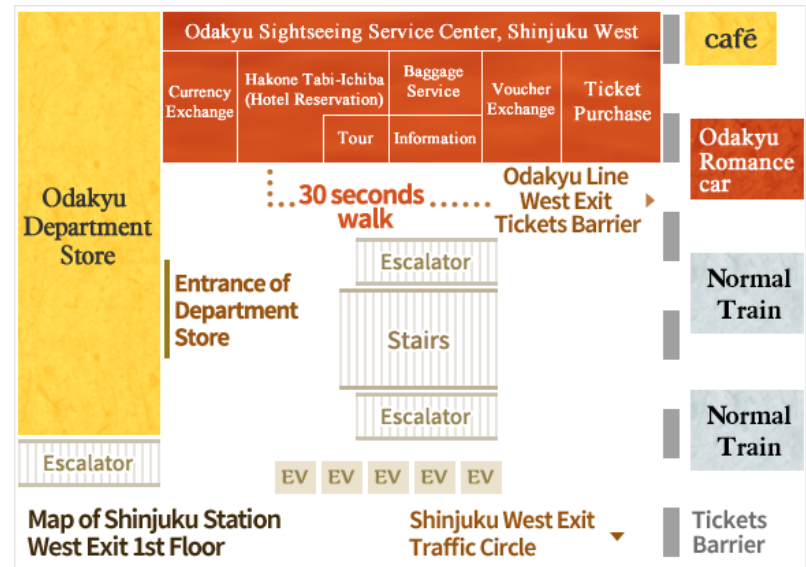 Odakyu Sightseeing Service Center, Shinjuku West
café
Currency
Exchange
Hakone Tabi-Ichiba
(Hotel Reservation)
Tour
Baggage
Service
Information
Voucher
Exchange
Ticket
Purchase
Odakyu
Romance
car
Odakyu
Department
Store
30 seconds
walk
Odakyu Line
West Exit
Tickets Barrier
Entrance of
Department
Store
Escalator
Stairs
Escalator
Normal
Train
Normal
Train
Escalator
EV EV EV EV EV
Map of Shinjuku Station
West Exit 1st Floor
Shinjuku West Exit
Traffic Circle
Tickets
Barrier